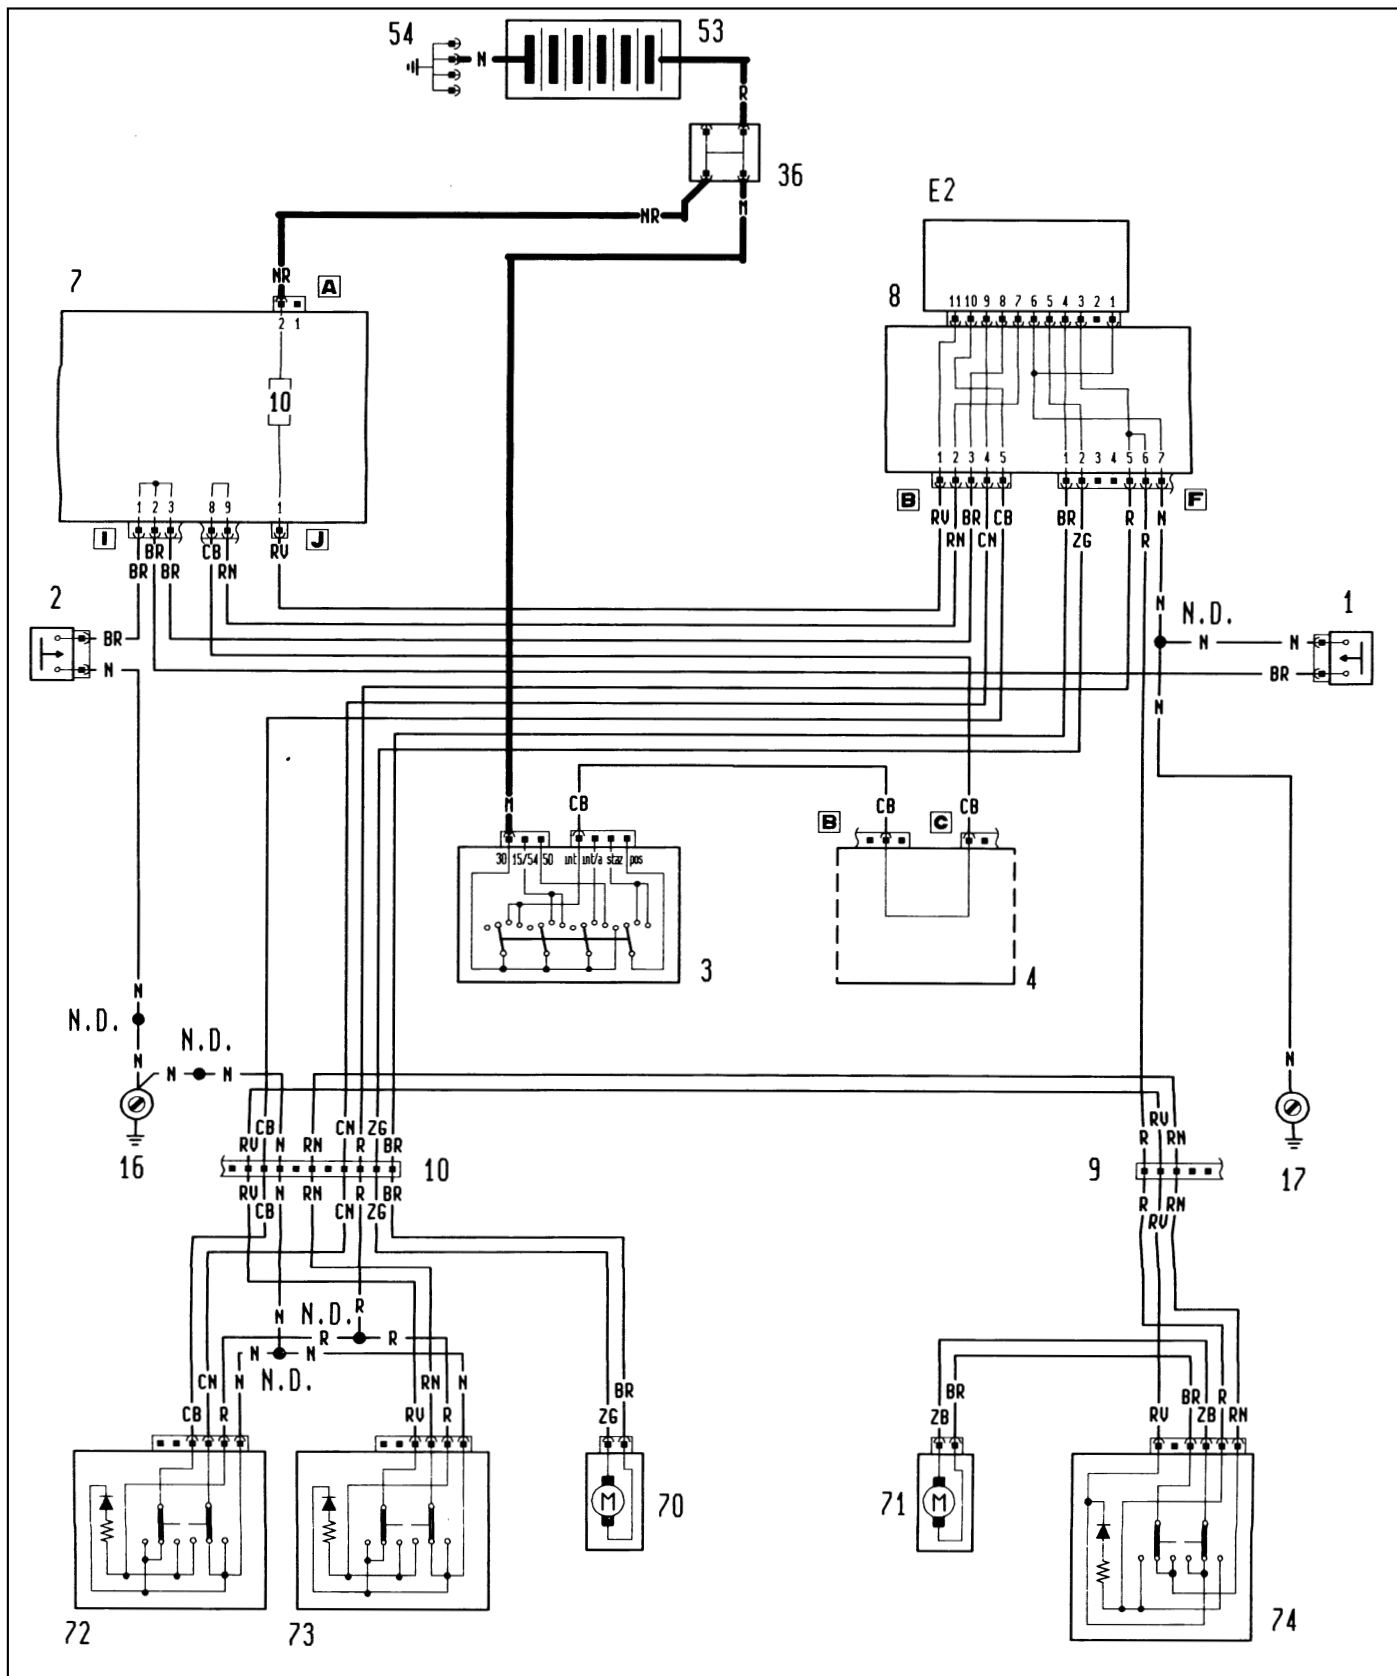 54
53
N
R
36
NR
M
E2
7
NR
A
8
11 10 9 8 7 6 5 4 3 2 1
2 1
10
1 2 3 4 5
1 2 3 4 5 6 7
1 2 3
8 9
1
B
F
I
J
RV BR CB
BR R N
RN CN
ZG R
BR CB RV
BR BR RN
2
1
N
N.D.
BR
N N
N
BR
N
CB
M
CB
CB
B
C
30 15/54 50 int int/a staz pos
3
4
N
N.D.
N.D.
N
N N
N
CB CN ZG
RV N RN R BR
RV
R RN
16
10
9
17
RV N RN R BR
CB CN ZG
R RN
RV
R
N N.D.
R R
N N
N.D.
CN N RN N
CB R RV R
BR
ZG
BR
ZB
BR R
RV ZB RN
M
70
71
M
72
73
74